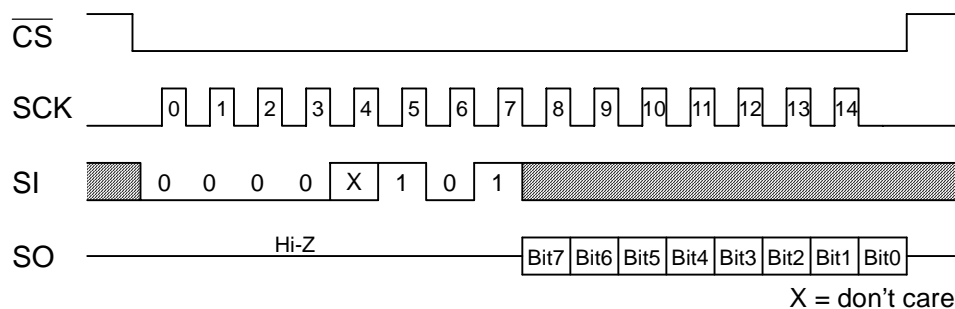 CS
SCK 0 1 2 3 4 5 6 7 8 9 10 11 12 13 14
SI 0 0 0 0 X 1 0 1
Hi-Z
SO Bit7 Bit6 Bit5 Bit4 Bit3 Bit2 Bit1 Bit0
X = don't care